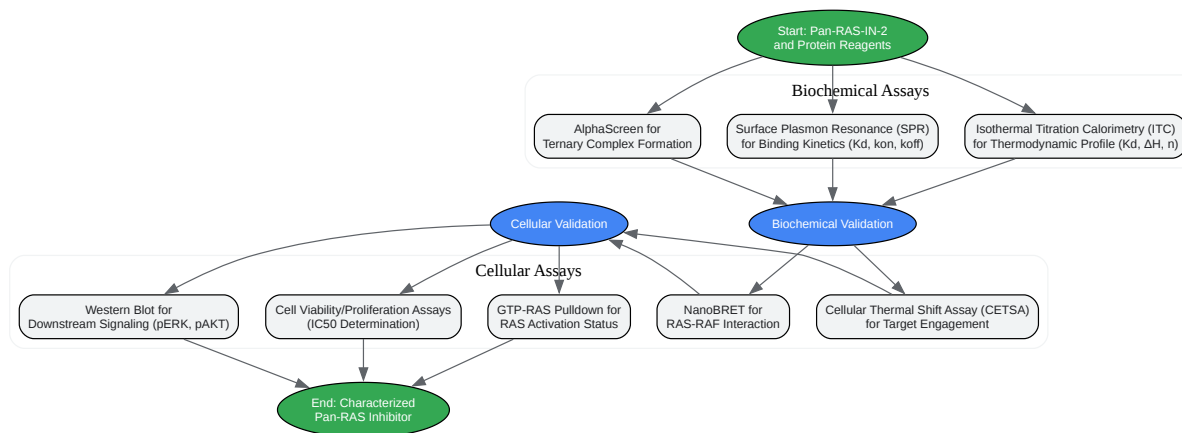 Start: Pan-RAS-IN-2
and Protein Reagents
Biochemical Assays
AlphaScreen for
Ternary Complex Formation
Surface Plasmon Resonance (SPR)
for Binding Kinetics (Kd, kon, koff)
Isothermal Titration Calorimetry (ITC)
for Thermodynamic Profile (Kd, ΔH, n)
Cellular Validation
Biochemical Validation
Cellular Assays
Western Blot for
Downstream Signaling (pERK, pAKT)
Cell Viability/Proliferation Assays
(IC50 Determination)
GTP-RAS Pulldown for
RAS Activation Status
NanoBRET for
RAS-RAF Interaction
Cellular Thermal Shift Assay (CETSA)
for Target Engagement
End: Characterized
Pan-RAS Inhibitor